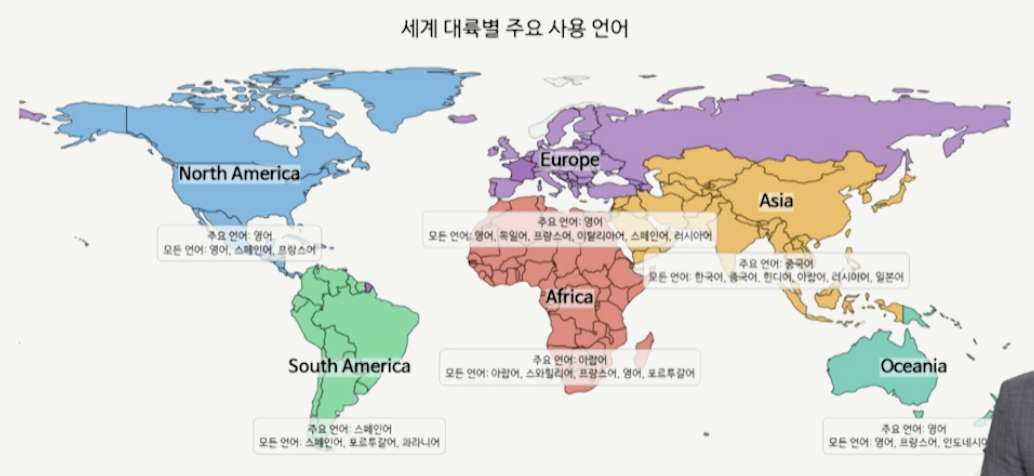 세계 대륙별 주요 사용 언어
North America
Europe
Asia
주요 언어: 영어
모든 언어: 영어, 스페인어, 프랑스어
주요 언어: 영어
모든 언어: 영어, 독일어, 프랑스어, 이탈리아어, 스페인어, 러시아어
주요 언어: 중국어
모든 언어: 한국어, 중국어, 힌디어, 아랍어, 러시아어, 일본어
Africa
South America
주요 언어: 아랍어
모든 언어: 아랍어, 스와힐리어, 프랑스어, 영어, 포르투갈어
Oceania
주요 언어: 스페인어
모든 언어: 스페인어, 포르투갈어, 과라니어
주요 언어: 영어
모든 언어: 영어, 프랑스어, 인도네시